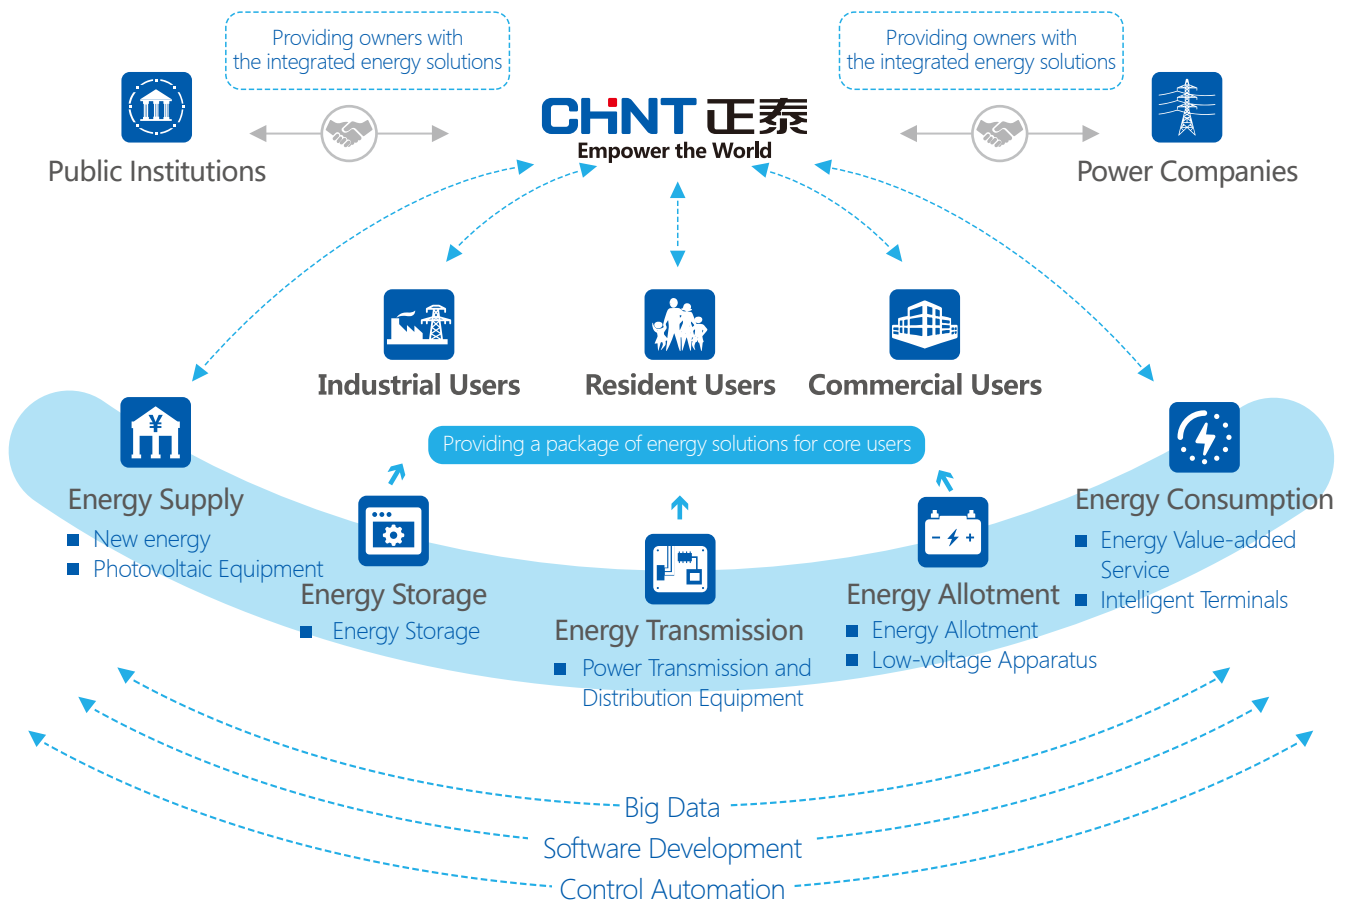 Providing owners with
the integrated energy solutions
Providing owners with
the integrated energy solutions
CHINT 正泰
Empower the World
Public Institutions
Power Companies
Industrial Users
Resident Users
Commercial Users
Providing a package of energy solutions for core users
¥
Energy Supply
New energy
Photovoltaic Equipment
Energy Storage
Energy Storage
Energy Transmission
Power Transmission and
Distribution Equipment
Energy Allotment
Energy Allotment
Low-voltage Apparatus
Energy Consumption
Energy Value-added
Service
Intelligent Terminals
Big Data
Software Development
Control Automation